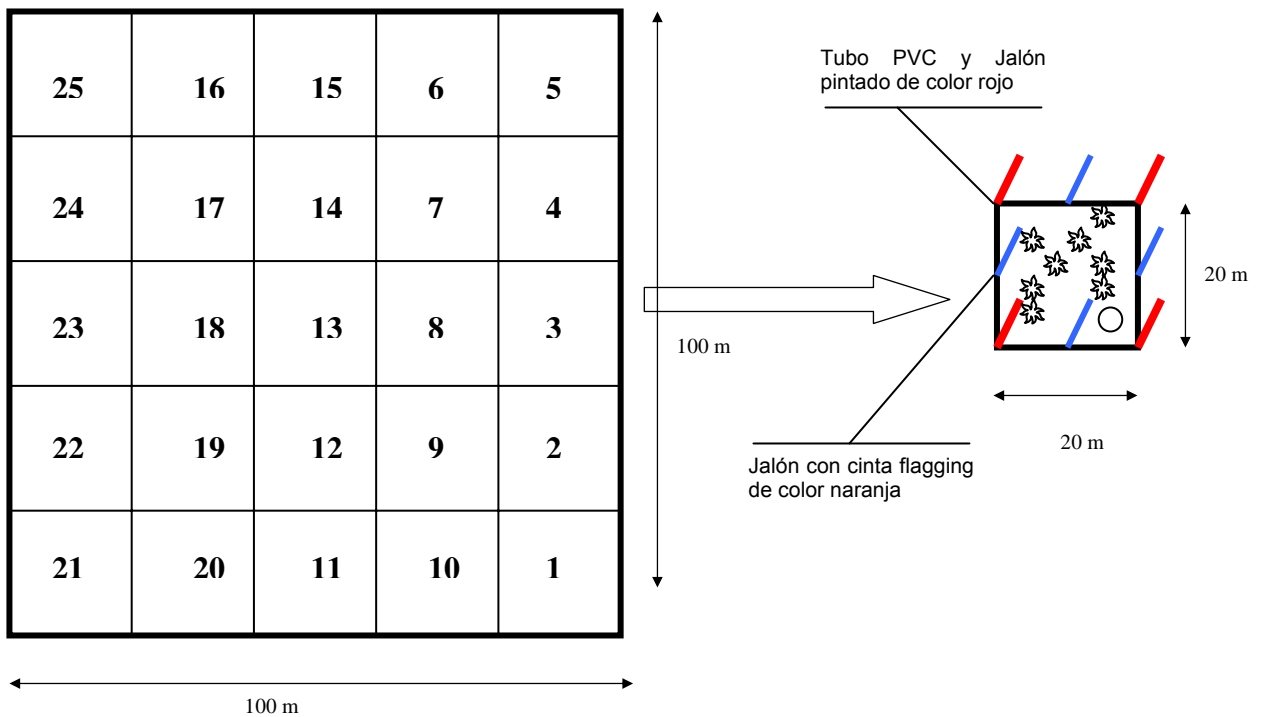 25 16 15 6 5
24 17 14 7 4
23 18 13 8 3
22 19 12 9 2
21 20 11 10 1
100 m
100 m
Tubo PVC y Jalón
pintado de color rojo
20 m
20 m
Jalón con cinta flagging
de color naranja